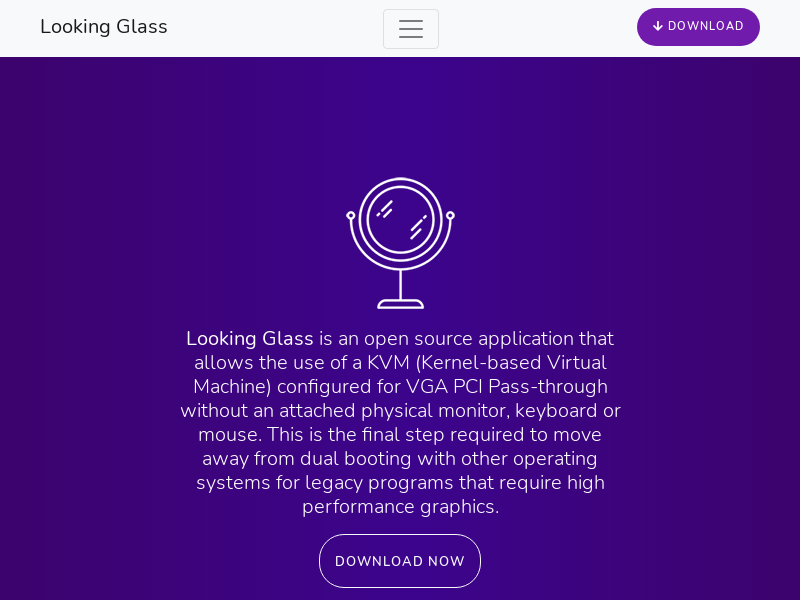 Looking Glass
DOWNLOAD
Looking Glass is an open source application that
allows the use of a KVM (Kernel-based Virtual
Machine) configured for VGA PCI Pass-through
without an attached physical monitor, keyboard or
mouse. This is the final step required to move
away from dual booting with other operating
systems for legacy programs that require high
performance graphics.
DOWNLOAD NOW